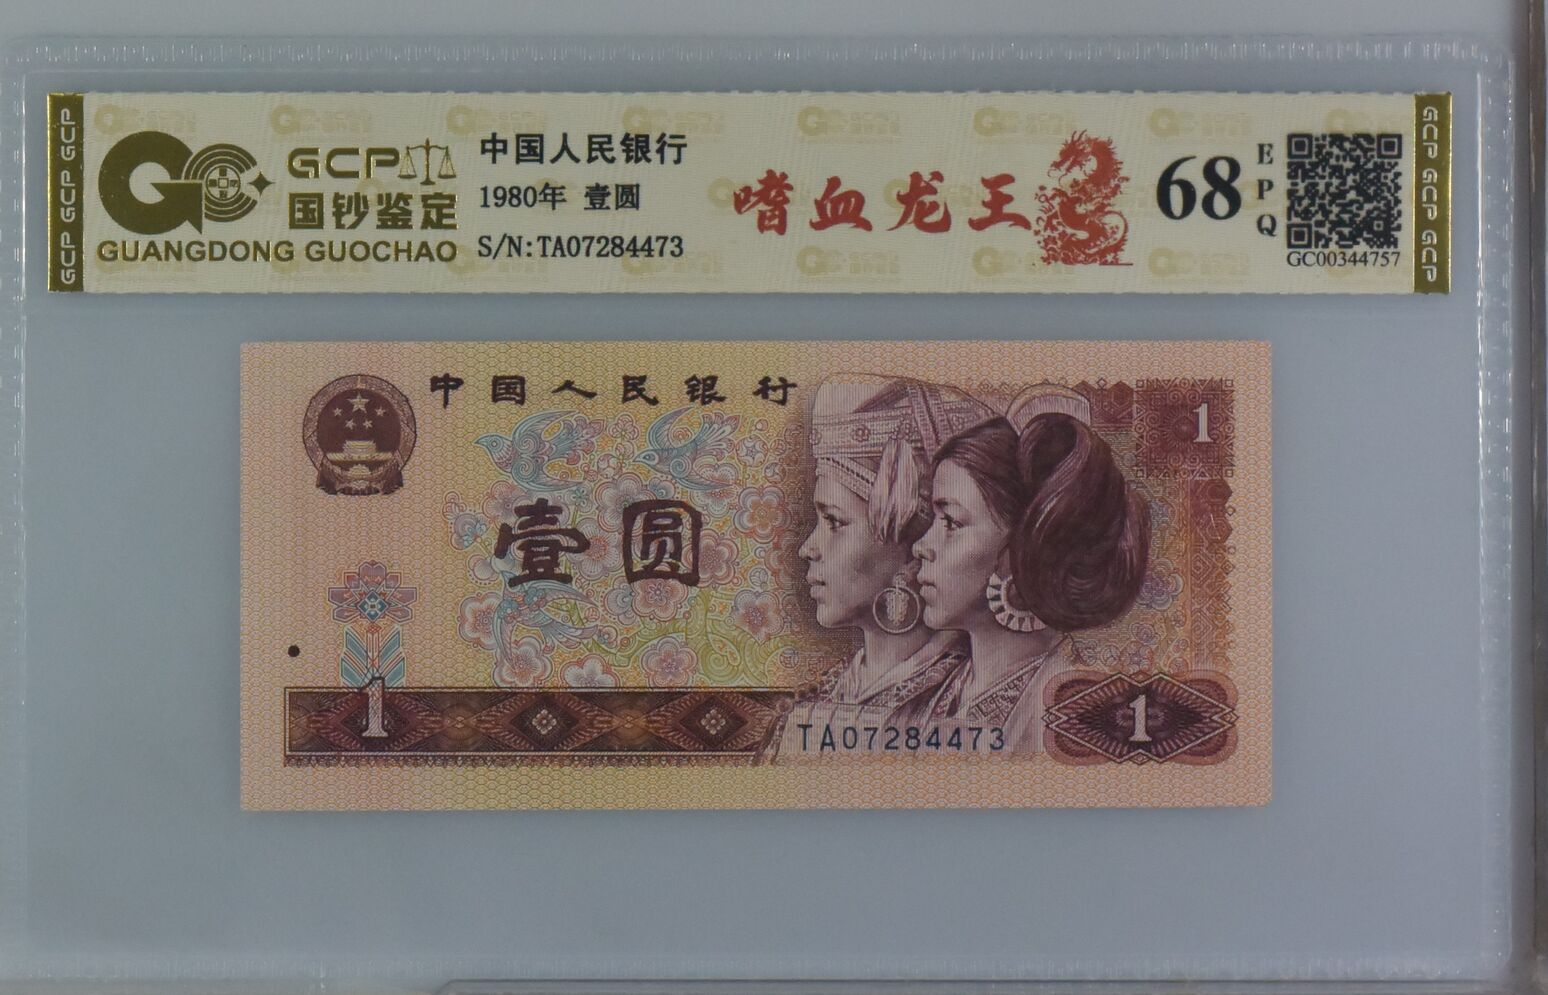 GCP GCP GCP
GCP
国钞鉴定
GUANGDONG GUOCHAO
中国人民银行
1980年 壹圆
S/N:TA07284473
嗜血龙王
68
EPQ
GC00344757
GCP GCP GCP
中国人民银行
1
壹圆
1
TA07284473
1